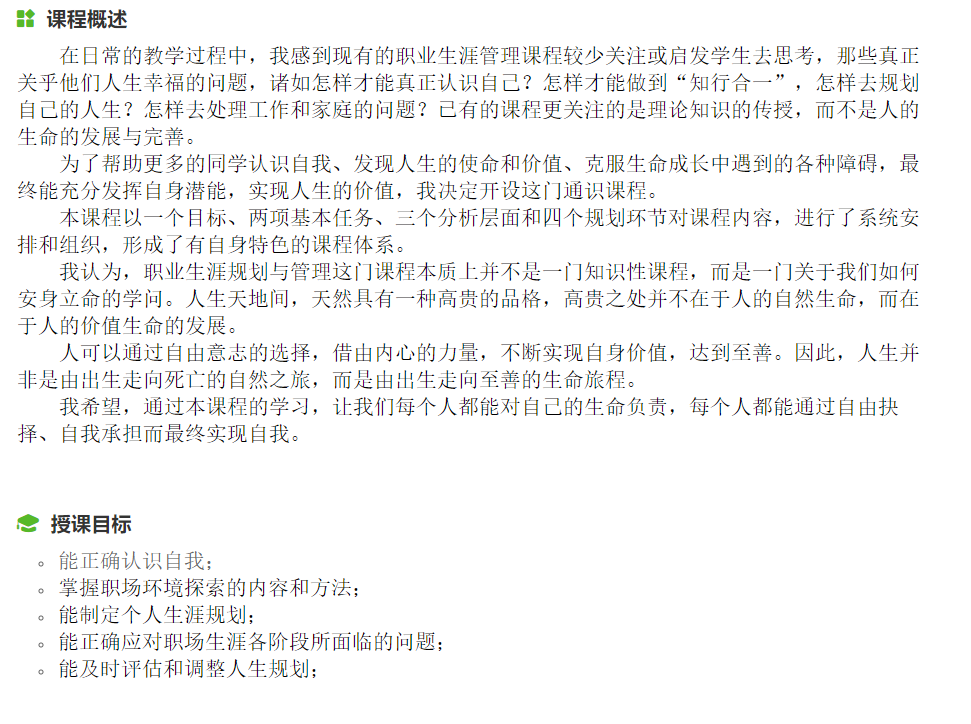 课程概述
在日常的教学过程中，我感到现有的职业生涯管理课程较少关注或启发学生去思考，那些真正
关乎他们人生幸福的问题，诸如怎样才能真正认识自己？怎样才能做到“知行合一”，怎样去规划
自己的人生？怎样去处理工作和家庭的问题？已有的课程更关注的是理论知识的传授，而不是人的
生命的发展与完善。
为了帮助更多的同学认识自我、发现人生的使命和价值、克服生命成长中遇到的各种障碍，最
终能充分发挥自身潜能，实现人生的价值，我决定开设这门通识课程。
本课程以一个目标、两项基本任务、三个分析层面和四个规划环节对课程内容，进行了系统安
排和组织，形成了有自身特色的课程体系。
我认为，职业生涯规划与管理这门课程本质上并不是一门知识性课程，而是一门关于我们如何
安身立命的学问。人生天地间，天然具有一种高贵的品格，高贵之处并不在于人的自然生命，而在
于人的价值生命的发展。
人可以通过自由意志的选择，借由内心的力量，不断实现自身价值，达到至善。因此，人生并
非是由出生走向死亡的自然之旅，而是由出生走向至善的生命旅程。
我希望，通过本课程的学习，让我们每个人都能对自己的生命负责，每个人都能通过自由抉
择、自我承担而最终实现自我。
授课目标
能正确认识自我；
掌握职场环境探索的内容和方法；
能制定个人生涯规划；
能正确应对职场生涯各阶段所面临的问题；
能及时评估和调整人生规划；